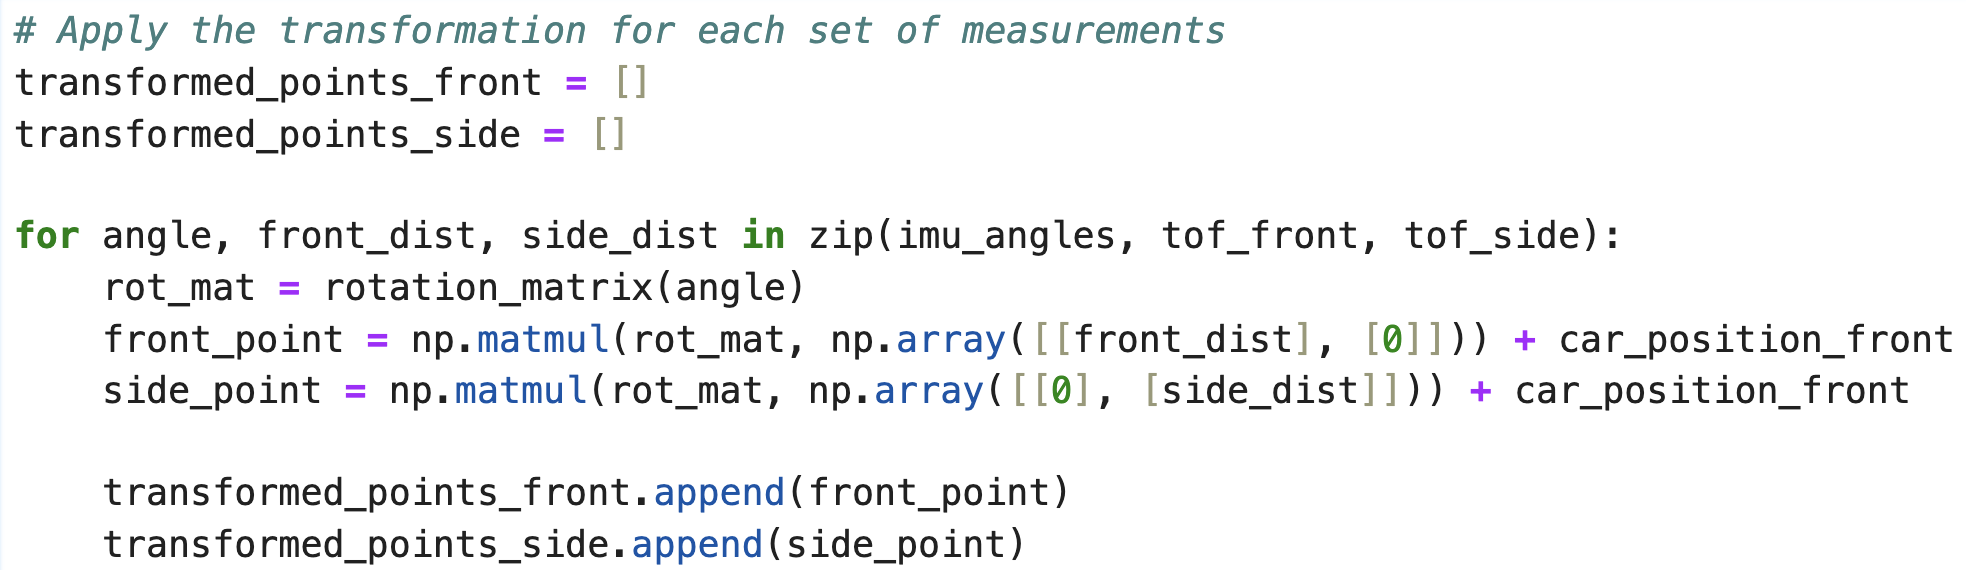 # Apply the transformation for each set of measurements
transformed_points_front = []
transformed_points_side = []

for angle, front_dist, side_dist in zip(imu_angles, tof_front, tof_side):
    rot_mat = rotation_matrix(angle)
    front_point = np.matmul(rot_mat, np.array([[front_dist], [0]])) + car_position_front
    side_point = np.matmul(rot_mat, np.array([[0], [side_dist]])) + car_position_front

    transformed_points_front.append(front_point)
    transformed_points_side.append(side_point)